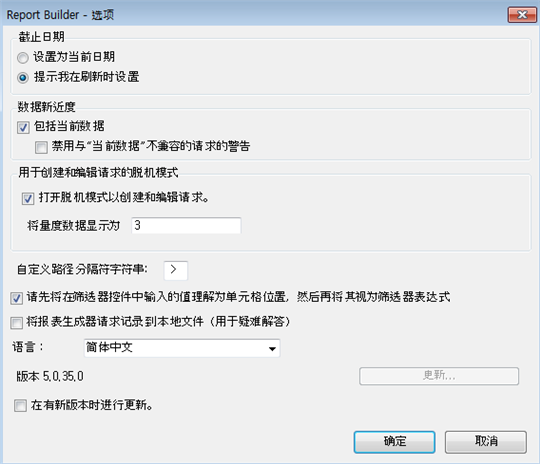 Report Builder - 选项
截止日期
设置为当前日期
提示我在刷新时设置
数据新近度
包括当前数据
禁用与“当前数据”不兼容的请求的警告
用于创建和编辑请求的脱机模式
打开脱机模式以创建和编辑请求。
将量度数据显示为 3
自定义路径分隔符字符串: >
请先将在筛选器控件中输入的值理解为单元格位置，然后再将其视为筛选器表达式
将报表生成器请求记录到本地文件（用于疑难解答）
语言： 简体中文
版本 5.0.35.0 更新...
在有新版本时进行更新。
确定 取消